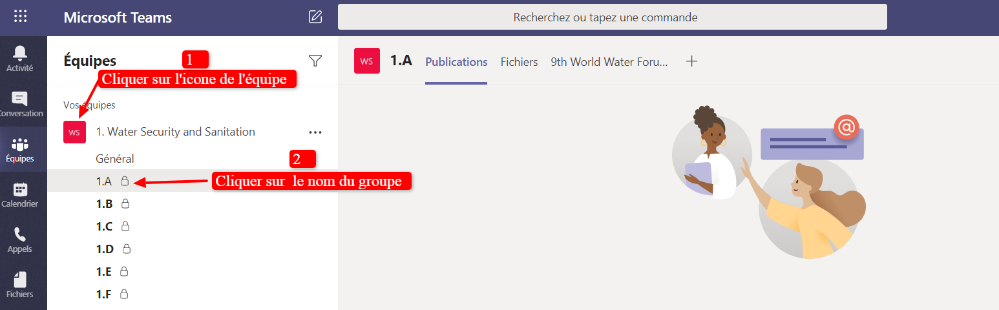 Microsoft Teams
Recherchez ou tapez une commande
Activité
Conversation
Équipes
Calendrier
Appels
Fichiers
Équipes
1
Cliquer sur l'icone de l'équipe
Vos équipes
WS
1. Water Security and Sanitation
...
Général
2
1.A
Cliquer sur le nom du groupe
1.B
1.C
1.D
1.E
1.F
WS
1.A
Publications
Fichiers
9th World Water Foru...
+
@